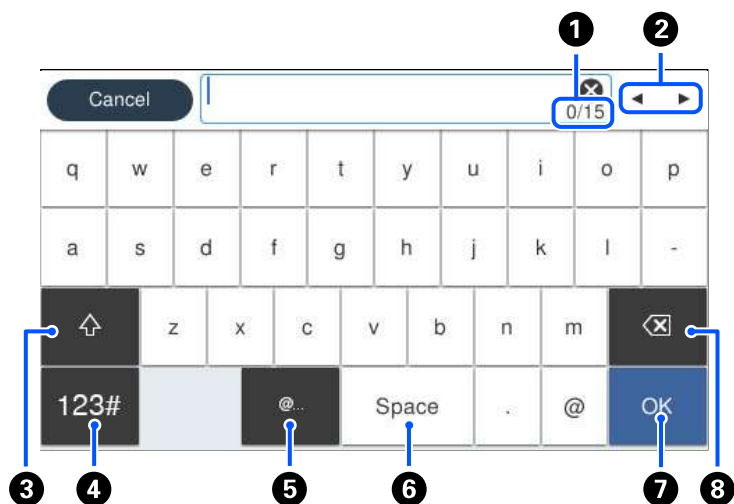 1 2
Cancel 0/15 ◀ ▶
q w e r t y u i o p
a s d f g h j k l -
z x c v b n m
123# @... Space . @ OK
3 4 5 6 7 8